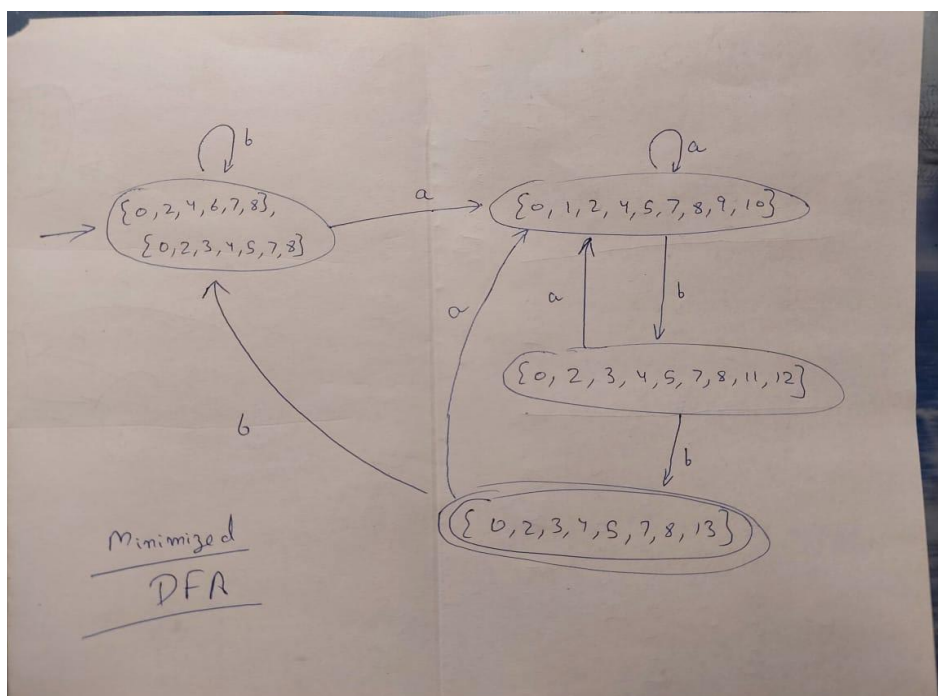 b
a
{0,2,4,6,7,8},
{0,2,3,4,5,7,8}
a
{0,1,2,4,5,7,8,9,10}
a
a
b
{0,2,3,4,5,7,8,11,12}
b
b
{0,2,3,4,5,7,8,13}
Minimized
DFA